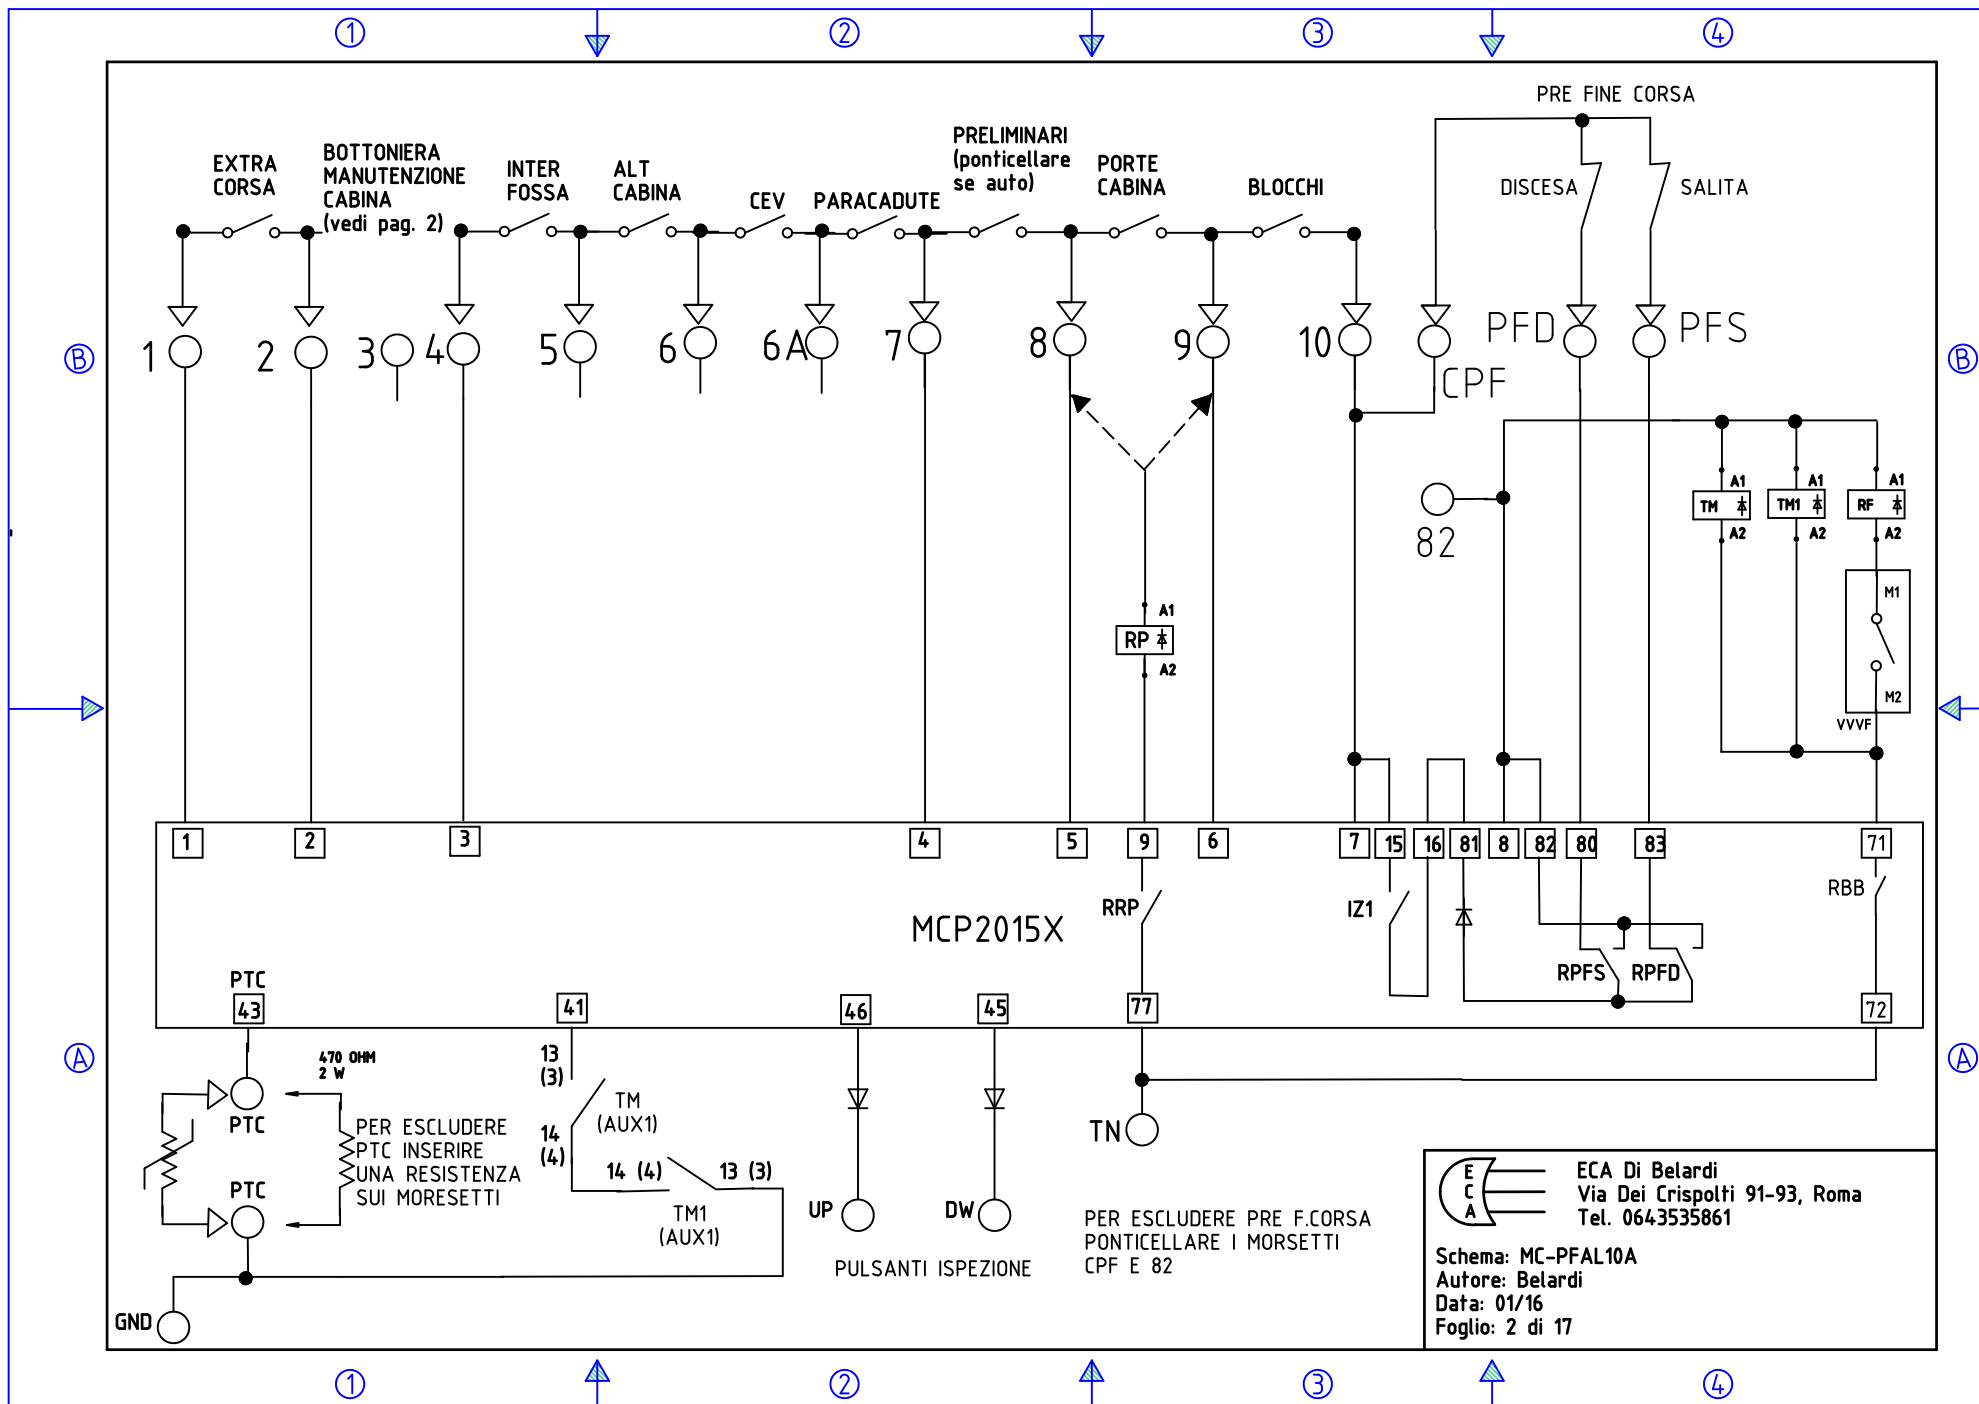 1
2
3
4
PRE FINE CORSA
EXTRA
CORSA
BOTTONIERA
MANUTENZIONE
CABINA
(vedi pag. 2)
INTER
FOSSA
ALT
CABINA
CEV
PARACADUTE
PRELIMINARI
(ponticellare
se auto)
PORTE
CABINA
BLOCCHI
DISCESA
SALITA
B
1
2
3
4
5
6
6A
7
8
9
10
CPF
PFD
PFS
B
82
A1
TM
A2
A1
TM1
A2
A1
RF
A2
M1
M2
VVVF
A1
RP
A2
1
2
3
4
5
9
6
7
15
16
81
8
82
80
83
71
MCP2015X
RRP
IZ1
RPFS
RPFD
RBB
PTC
43
41
46
45
77
72
A
A
470 OHM
2 W
PTC
PTC
PER ESCLUDERE
PTC INSERIRE
UNA RESISTENZA
SUI MORESETTI
13
(3)
14
(4)
TM
(AUX1)
14 (4)
13 (3)
TM1
(AUX1)
UP
DW
PULSANTI ISPEZIONE
TN
PER ESCLUDERE PRE F.CORSA
PONTICELLARE I MORSETTI
CPF E 82
GND
E
C
A
ECA Di Belardi
Via Dei Crispolti 91-93, Roma
Tel. 0643535861
Schema: MC-PFAL10A
Autore: Belardi
Data: 01/16
Foglio: 2 di 17
1
2
3
4